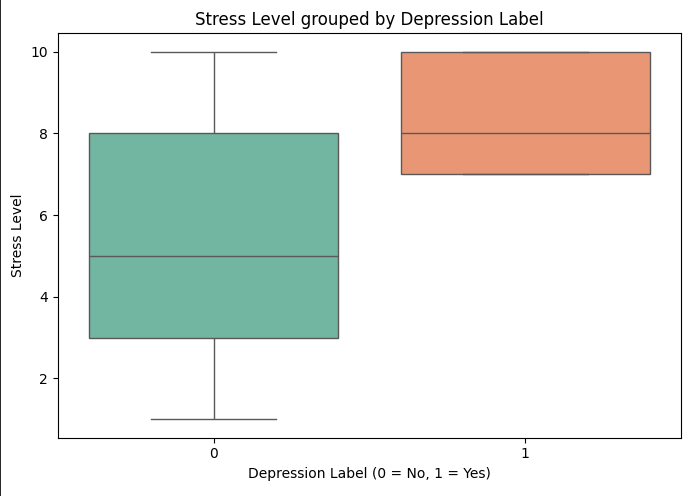 Stress Level grouped by Depression Label
10
8
6
4
2
Stress Level
0
1
Depression Label (0 = No, 1 = Yes)